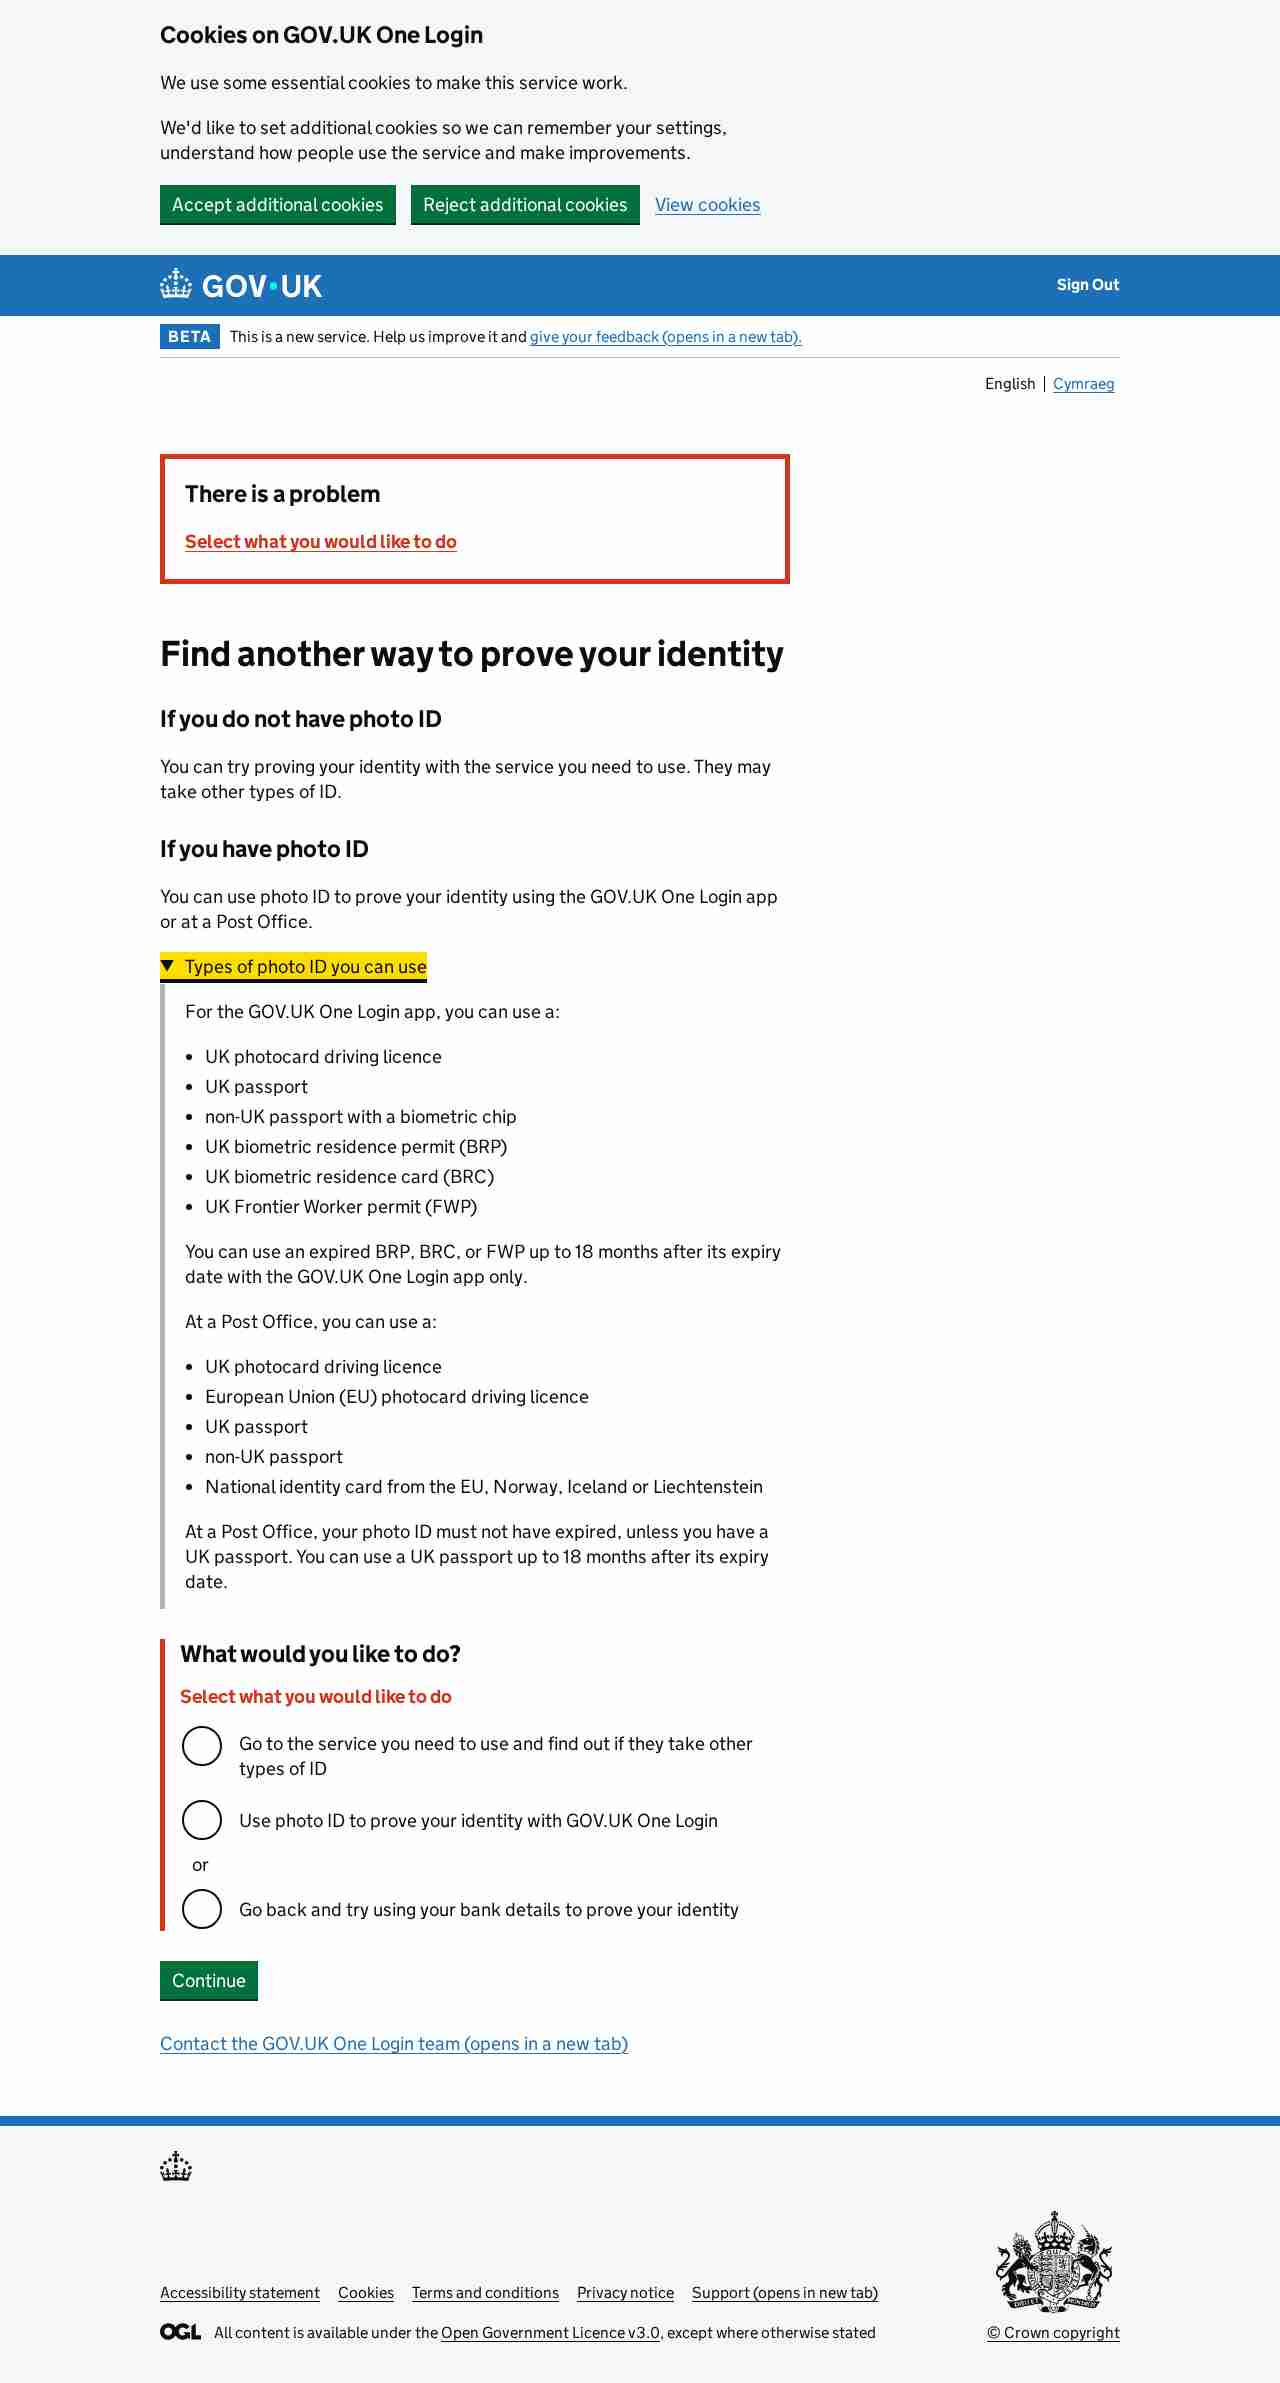 Cookies on GOV.UK One Login
We use some essential cookies to make this service work.
We'd like to set additional cookies so we can remember your settings,
understand how people use the service and make improvements.
Accept additional cookies
Reject additional cookies
View cookies
GOV·UK
Sign Out
BETA
This is a new service. Help us improve it and give your feedback (opens in a new tab).
English
Cymraeg
There is a problem
Select what you would like to do
Find another way to prove your identity
If you do not have photo ID
You can try proving your identity with the service you need to use. They may
take other types of ID.
If you have photo ID
You can use photo ID to prove your identity using the GOV.UK One Login app
or at a Post Office.
Types of photo ID you can use
For the GOV.UK One Login app, you can use a:
• UK photocard driving licence
• UK passport
• non-UK passport with a biometric chip
• UK biometric residence permit (BRP)
• UK biometric residence card (BRC)
• UK Frontier Worker permit (FWP)
You can use an expired BRP, BRC, or FWP up to 18 months after its expiry
date with the GOV.UK One Login app only.
At a Post Office, you can use a:
• UK photocard driving licence
• European Union (EU) photocard driving licence
• UK passport
• non-UK passport
• National identity card from the EU, Norway, Iceland or Liechtenstein
At a Post Office, your photo ID must not have expired, unless you have a
UK passport. You can use a UK passport up to 18 months after its expiry
date.
What would you like to do?
Select what you would like to do
Go to the service you need to use and find out if they take other
types of ID
Use photo ID to prove your identity with GOV.UK One Login
or
Go back and try using your bank details to prove your identity
Continue
Contact the GOV.UK One Login team (opens in a new tab)
Accessibility statement
Cookies
Terms and conditions
Privacy notice
Support (opens in new tab)
OGL
All content is available under the Open Government Licence v3.0, except where otherwise stated
© Crown copyright